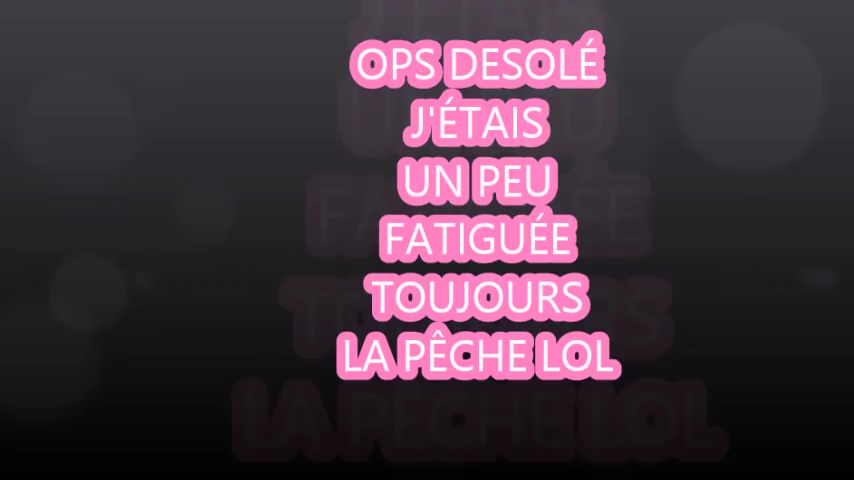 OPS DESOLÉ
J'ÉTAIS
UN PEU
FATIGUÉE
TOUJOURS
LA PÊCHE LOL